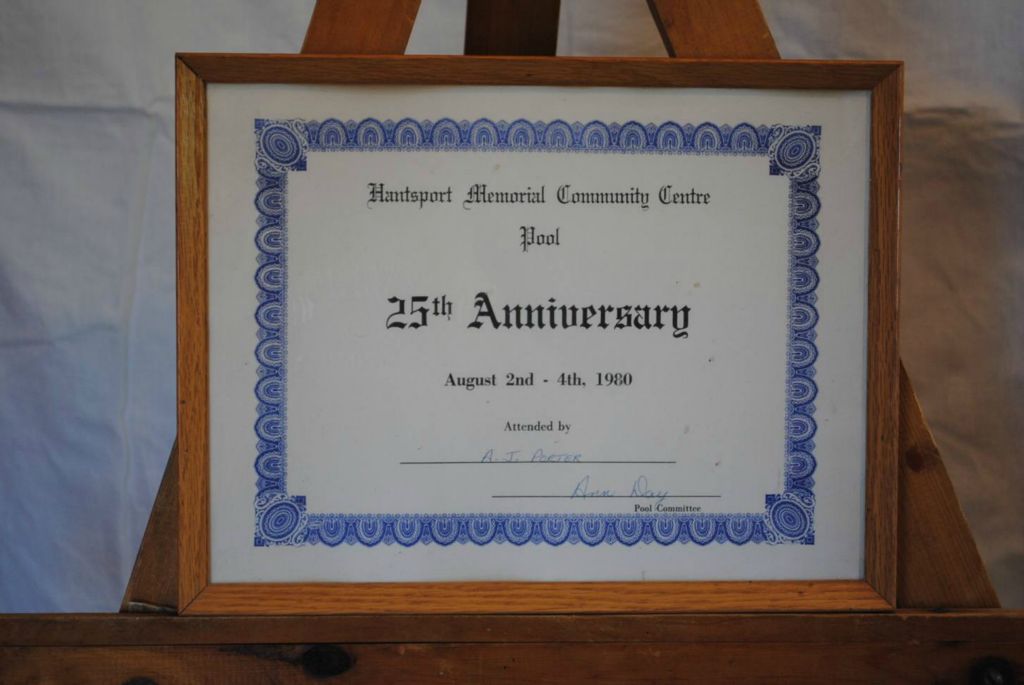 Hantsport Memorial Community Centre
Pool
25th Anniversary
August 2nd - 4th, 1980
Attended by
A. J. PORTER
Ann Day
Pool Committee